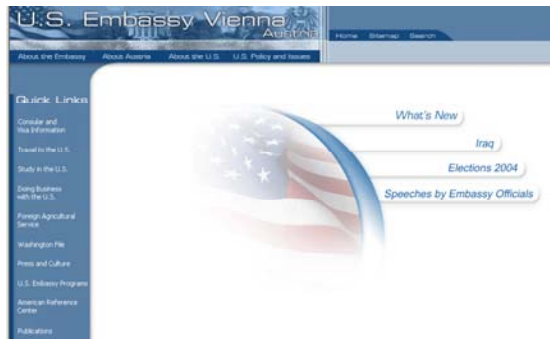 U.S. Embassy Vienna
Austria
Home Sitemap Search
About the Embassy About Austria About the U.S. U.S. Policy and Issues
Quick Links
Consular and
Visa Information
Travel to the U.S.
Study in the U.S.
Doing Business
with the U.S.
Foreign Agricultural
Service
Washington File
Press and Culture
U.S. Embassy Programs
American Reference
Center
Publications
What's New
Iraq
Elections 2004
Speeches by Embassy Officials